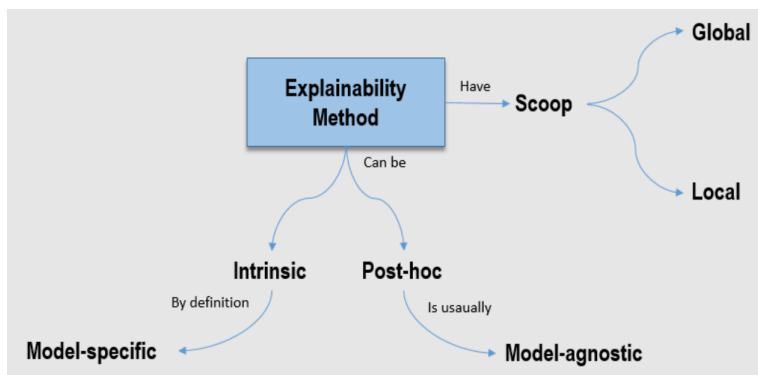 Global
Explainability
Method
Have
Scoop
Can be
Local
Intrinsic
Post-hoc
By definition
Is usaually
Model-specific
Model-agnostic